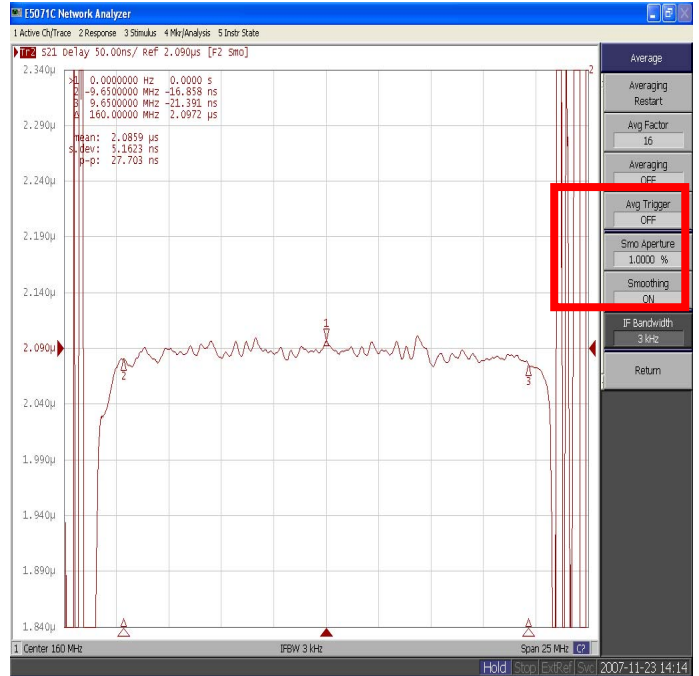 E5071C Network Analyzer
1 Active Ch/Trace 2 Response 3 Stimulus 4 Mkr/Analysis 5 Instr State
Tr2 S21 Delay 50.00ns/ Ref 2.090µs [F2 Smo]
2.340µ
2.290µ
2.240µ
2.190µ
2.140µ
2.090µ
2.040µ
1.990µ
1.940µ
1.890µ
1.840µ
>1 0.0000000 Hz 0.0000 s
2 -9.6500000 MHz -16.858 ns
3 9.6500000 MHz -21.391 ns
160.00000 MHz 2.0972 µs
mean: 2.0859 µs
s.dev: 5.1623 ns
p-p: 27.703 ns
2
1
2
3
1 Center 160 MHz
IFBW 3 kHz
Span 25 MHz C?
Average
Averaging
Restart
Avg Factor
16
Averaging
OFF
Avg Trigger
OFF
Smo Aperture
1.0000 %
Smoothing
ON
IF Bandwidth
3 kHz
Return
Hold Stop ExtRef Svc 2007-11-23 14:14